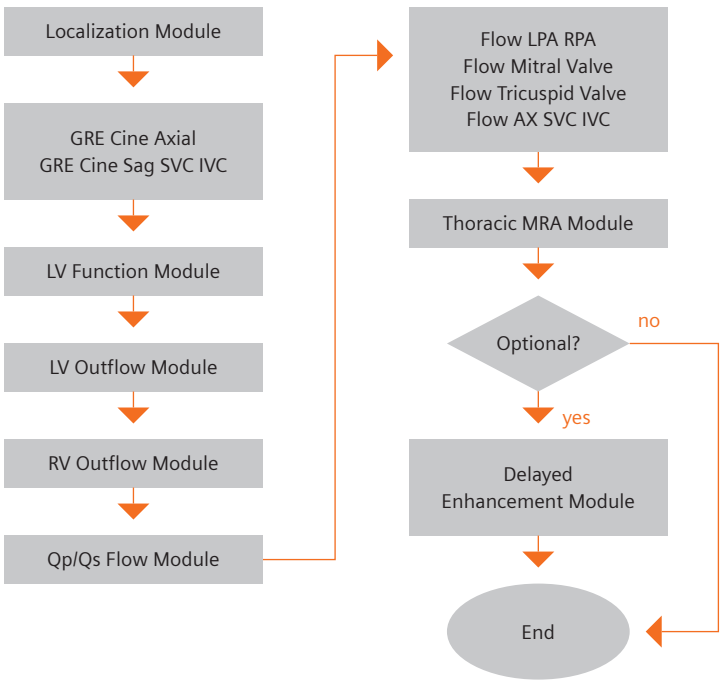 Localization Module
GRE Cine Axial
GRE Cine Sag SVC IVC
LV Function Module
LV Outflow Module
RV Outflow Module
Qp/Qs Flow Module
Flow LPA RPA
Flow Mitral Valve
Flow Tricuspid Valve
Flow AX SVC IVC
Thoracic MRA Module
Optional?
no
yes
Delayed
Enhancement Module
End